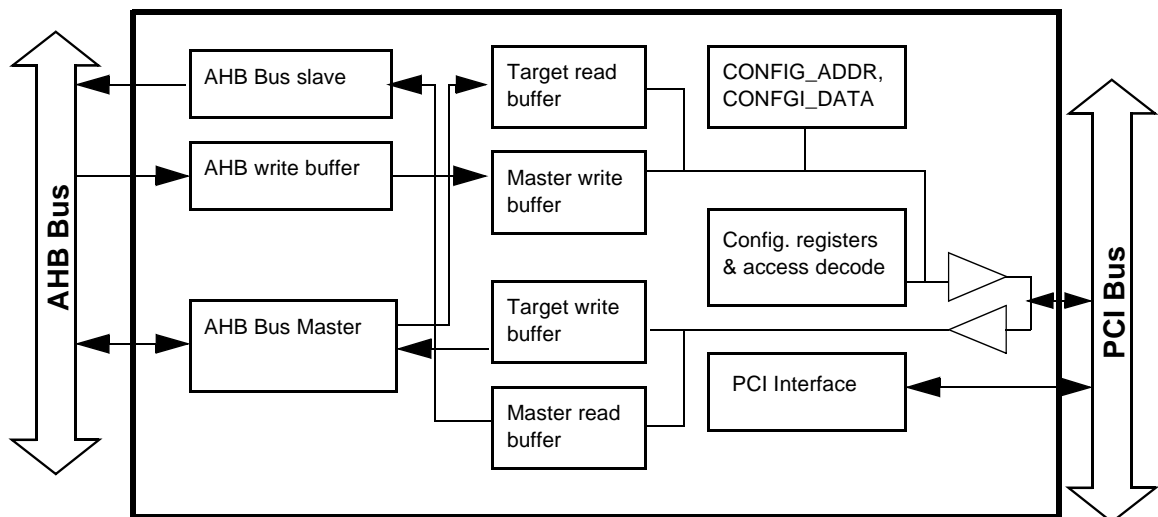 AHB Bus
AHB Bus slave
AHB write buffer
AHB Bus Master
Target read
buffer
Master write
buffer
Target write
buffer
Master read
buffer
CONFIG_ADDR,
CONFGI_DATA
Config. registers
& access decode
PCI Interface
PCI Bus